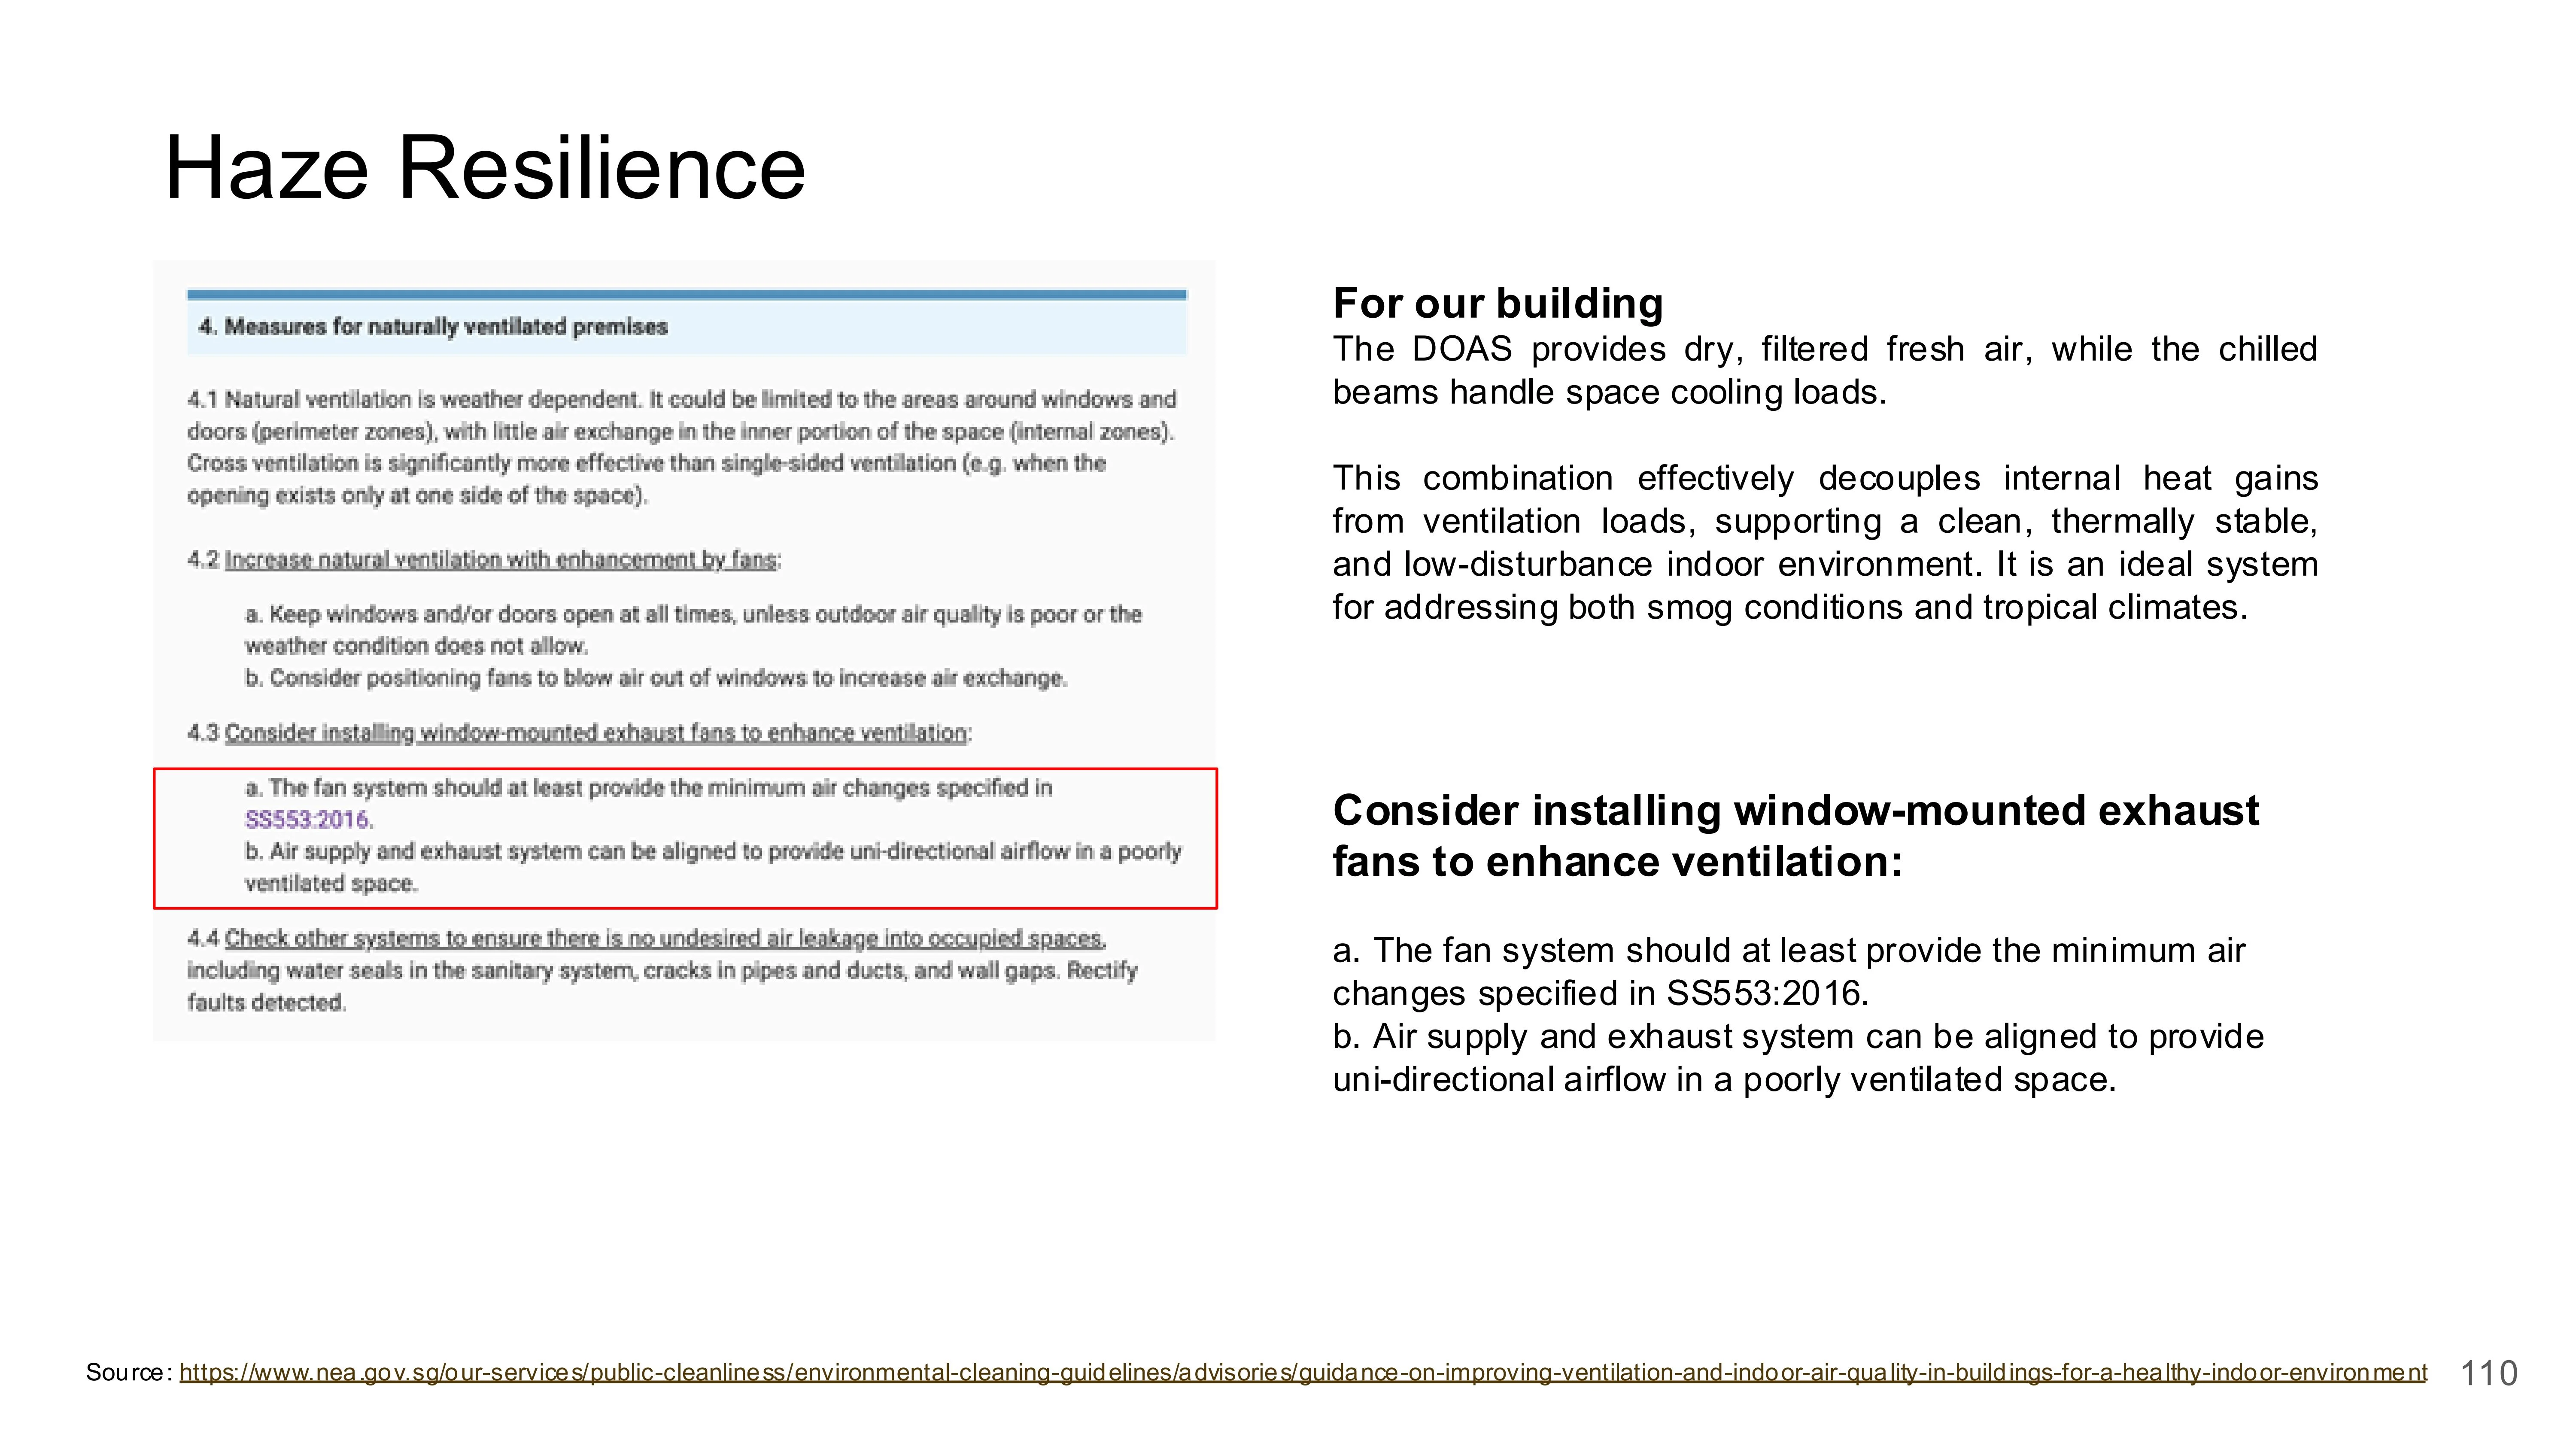 Haze Resilience
4. Measures for naturally ventilated premises
4.1 Natural ventilation is weather dependent. It could be limited to the areas around windows and
doors (perimeter zones), with little air exchange in the inner portion of the space (internal zones).
Cross ventilation is significantly more effective than single-sided ventilation (e.g. when the
opening exists only at one side of the space).
4.2 Increase natural ventilation with enhancement by fans:
a. Keep windows and/or doors open at all times, unless outdoor air quality is poor or the
weather condition does not allow.
b. Consider positioning fans to blow air out of windows to increase air exchange.
4.3 Consider installing window-mounted exhaust fans to enhance ventilation:
a. The fan system should at least provide the minimum air changes specified in
SS553:2016.
b. Air supply and exhaust system can be aligned to provide uni-directional airflow in a poorly
ventilated space.
4.4 Check other systems to ensure there is no undesired air leakage into occupied spaces,
including water seals in the sanitary system, cracks in pipes and ducts, and wall gaps. Rectify
faults detected.
For our building
The DOAS provides dry, filtered fresh air, while the chilled
beams handle space cooling loads.
This combination effectively decouples internal heat gains
from ventilation loads, supporting a clean, thermally stable,
and low-disturbance indoor environment. It is an ideal system
for addressing both smog conditions and tropical climates.
Consider installing window-mounted exhaust
fans to enhance ventilation:
a. The fan system should at least provide the minimum air
changes specified in SS553:2016.
b. Air supply and exhaust system can be aligned to provide
uni-directional airflow in a poorly ventilated space.
Source: https://www.nea.gov.sg/our-services/public-cleanliness/environmental-cleaning-guidelines/advisories/guidance-on-improving-ventilation-and-indoor-air-quality-in-buildings-for-a-healthy-indoor-environment
110